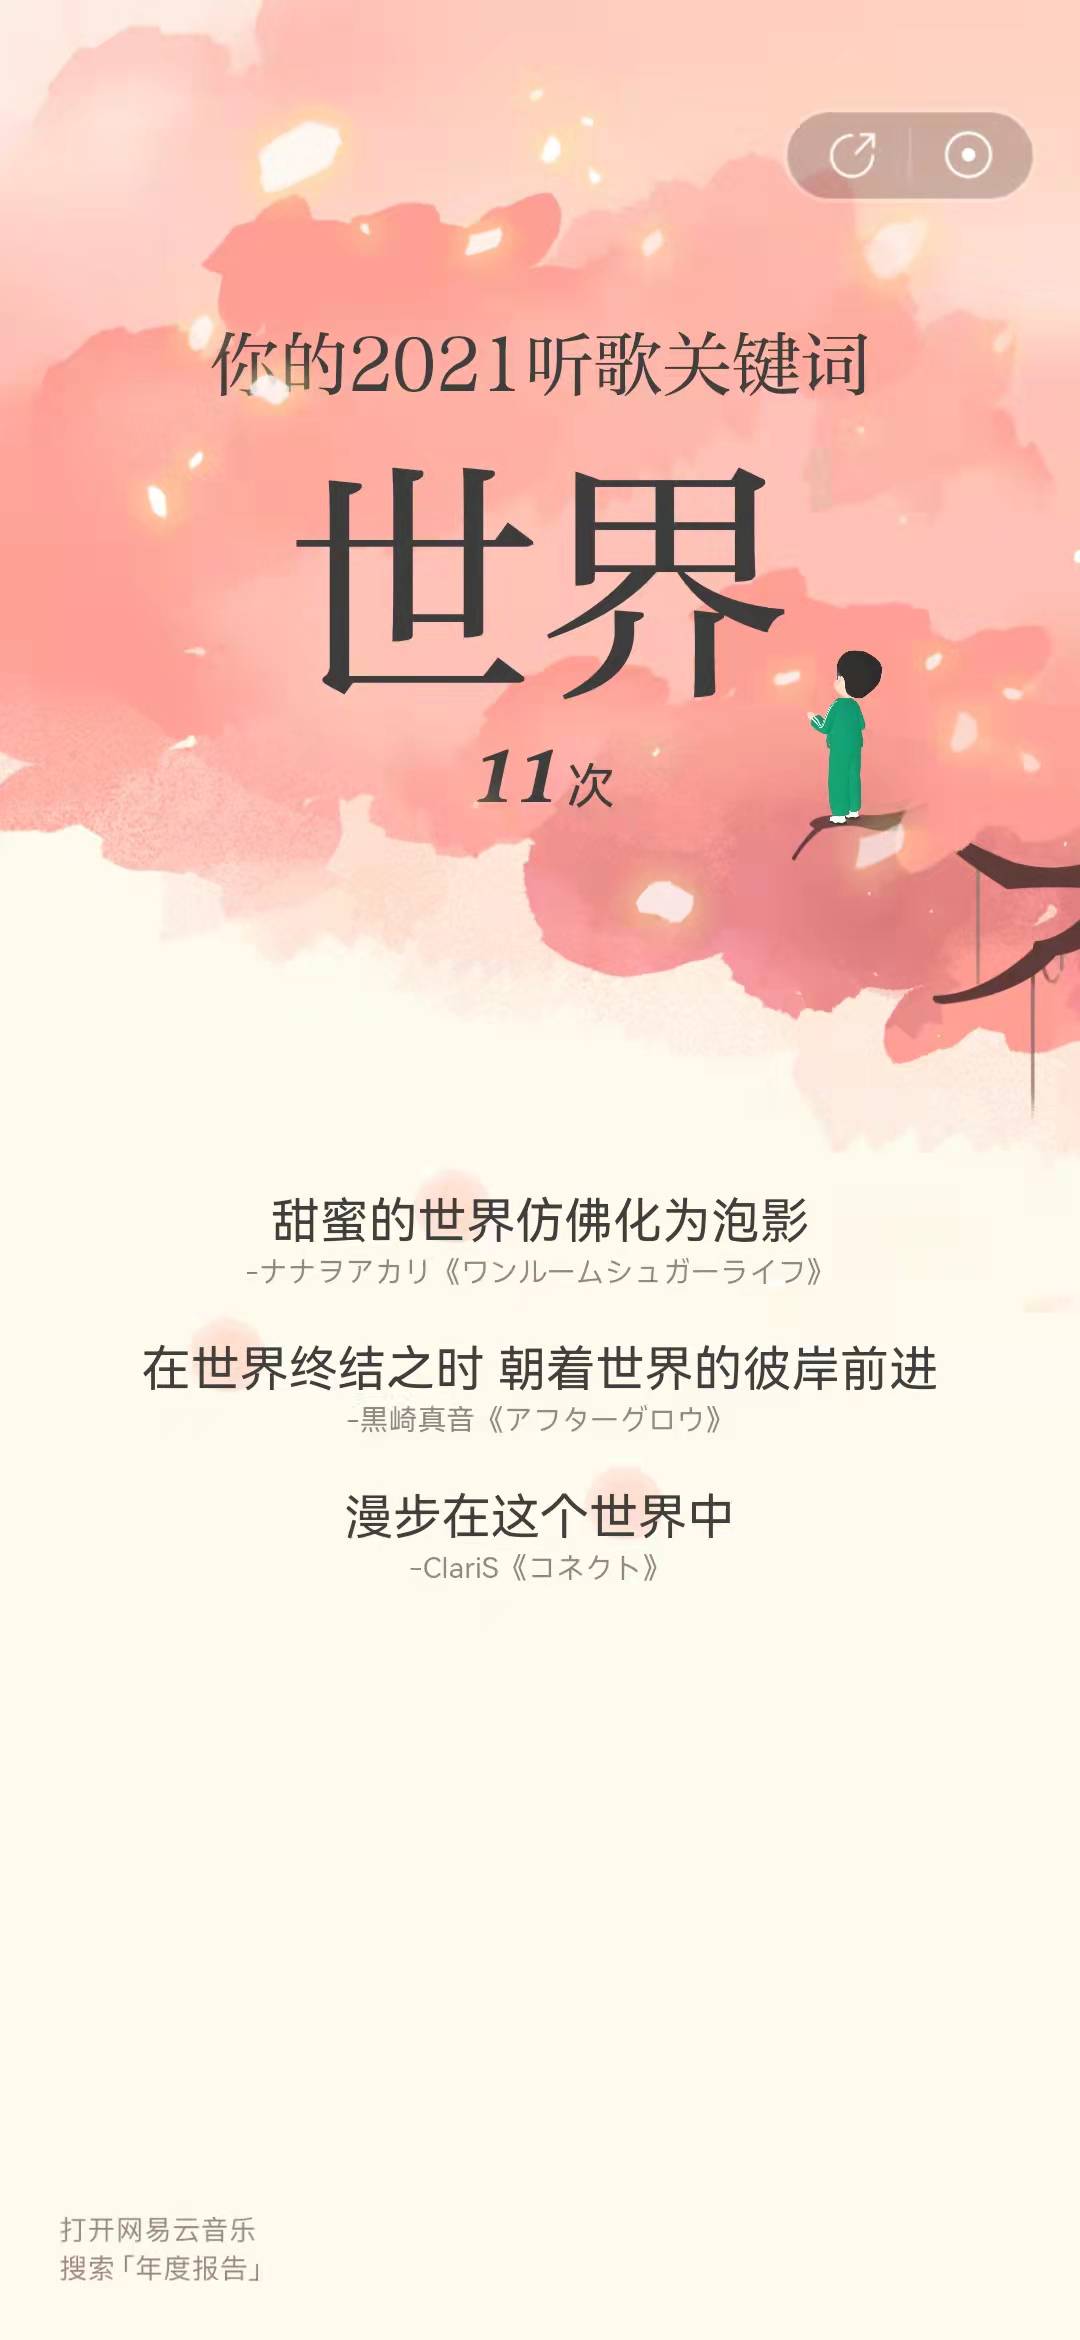 你的2021听歌关键词
世界
11次
甜蜜的世界仿佛化为泡影
-ナナヲアカリ《ワンルームシュガーライフ》
在世界终结之时 朝着世界的彼岸前进
-黒崎真音《アフターグロウ》
漫步在这个世界中
-ClariS《コネクト》
打开网易云音乐
搜索「年度报告」